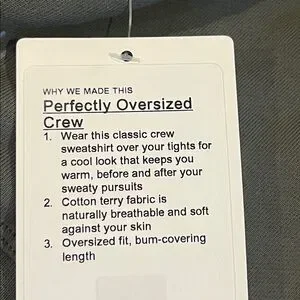 WHY WE MADE THIS
Perfectly Oversized
Crew
1. Wear this classic crew
sweatshirt over your tights for
a cool look that keeps you
warm, before and after your
sweaty pursuits
2. Cotton terry fabric is
naturally breathable and soft
against your skin
3. Oversized fit, bum-covering
length